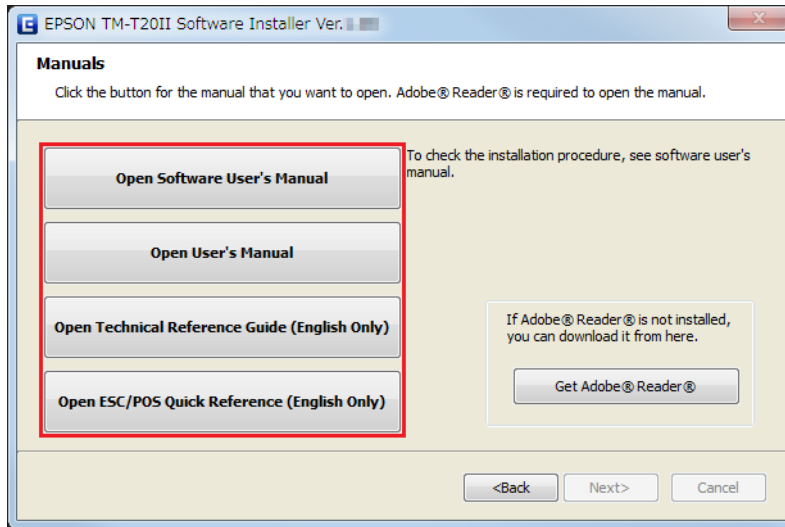 EPSON TM-T20II Software Installer Ver.
Manuals
Click the button for the manual that you want to open. Adobe® Reader® is required to open the manual.
Open Software User's Manual
To check the installation procedure, see software user's
manual.
Open User's Manual
Open Technical Reference Guide (English Only)
Open ESC/POS Quick Reference (English Only)
If Adobe® Reader® is not installed,
you can download it from here.
Get Adobe® Reader®
<Back
Next>
Cancel